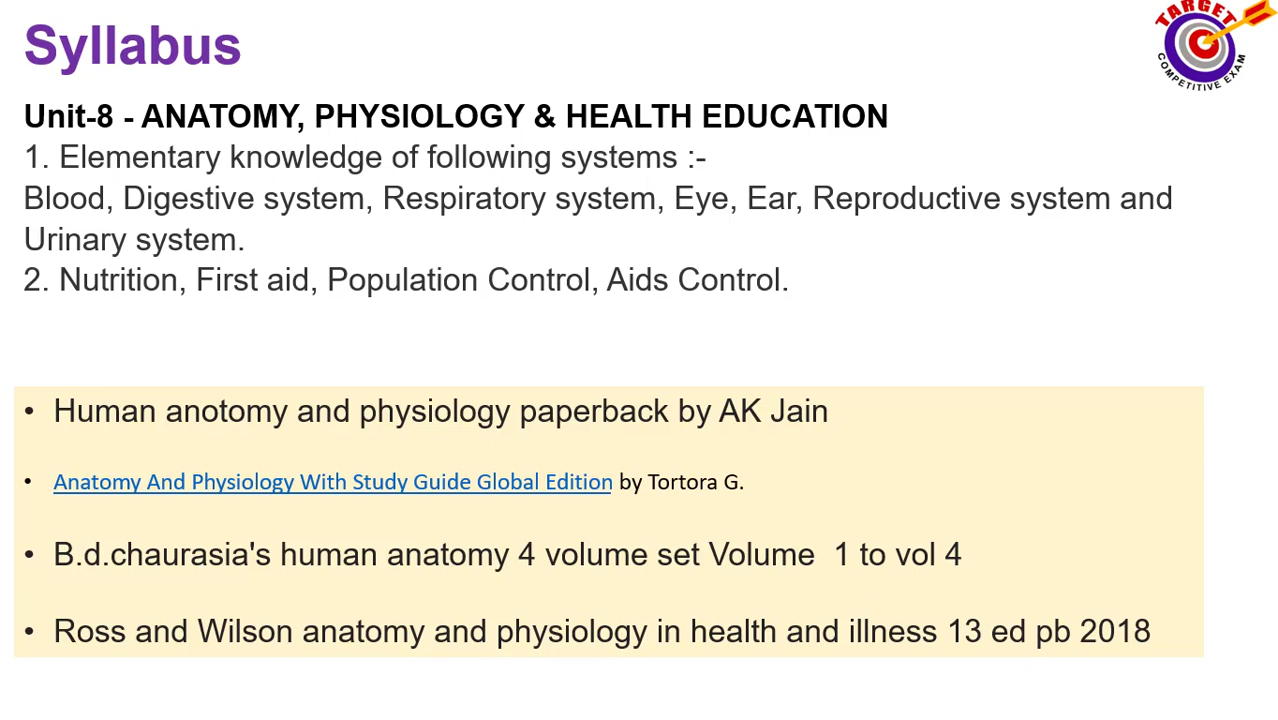 Syllabus
TARGET
COMPETITIVE EXAM
Unit-8 - ANATOMY, PHYSIOLOGY & HEALTH EDUCATION
1. Elementary knowledge of following systems :-
Blood, Digestive system, Respiratory system, Eye, Ear, Reproductive system and
Urinary system.
2. Nutrition, First aid, Population Control, Aids Control.
• Human anotomy and physiology paperback by AK Jain
• Anatomy And Physiology With Study Guide Global Edition by Tortora G.
• B.d.chaurasia's human anatomy 4 volume set Volume  1 to vol 4
• Ross and Wilson anatomy and physiology in health and illness 13 ed pb 2018